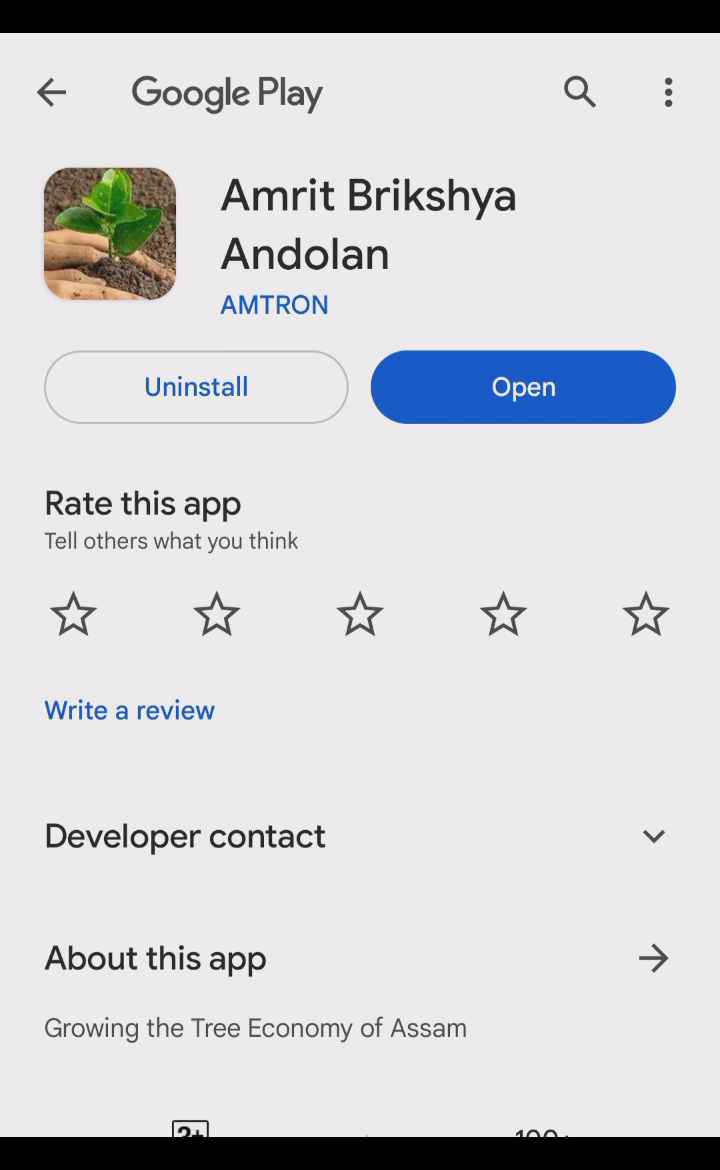 Google Play
Amrit Brikshya
Andolan
AMTRON
Uninstall
Open
Rate this app
Tell others what you think
Write a review
Developer contact
About this app
Growing the Tree Economy of Assam